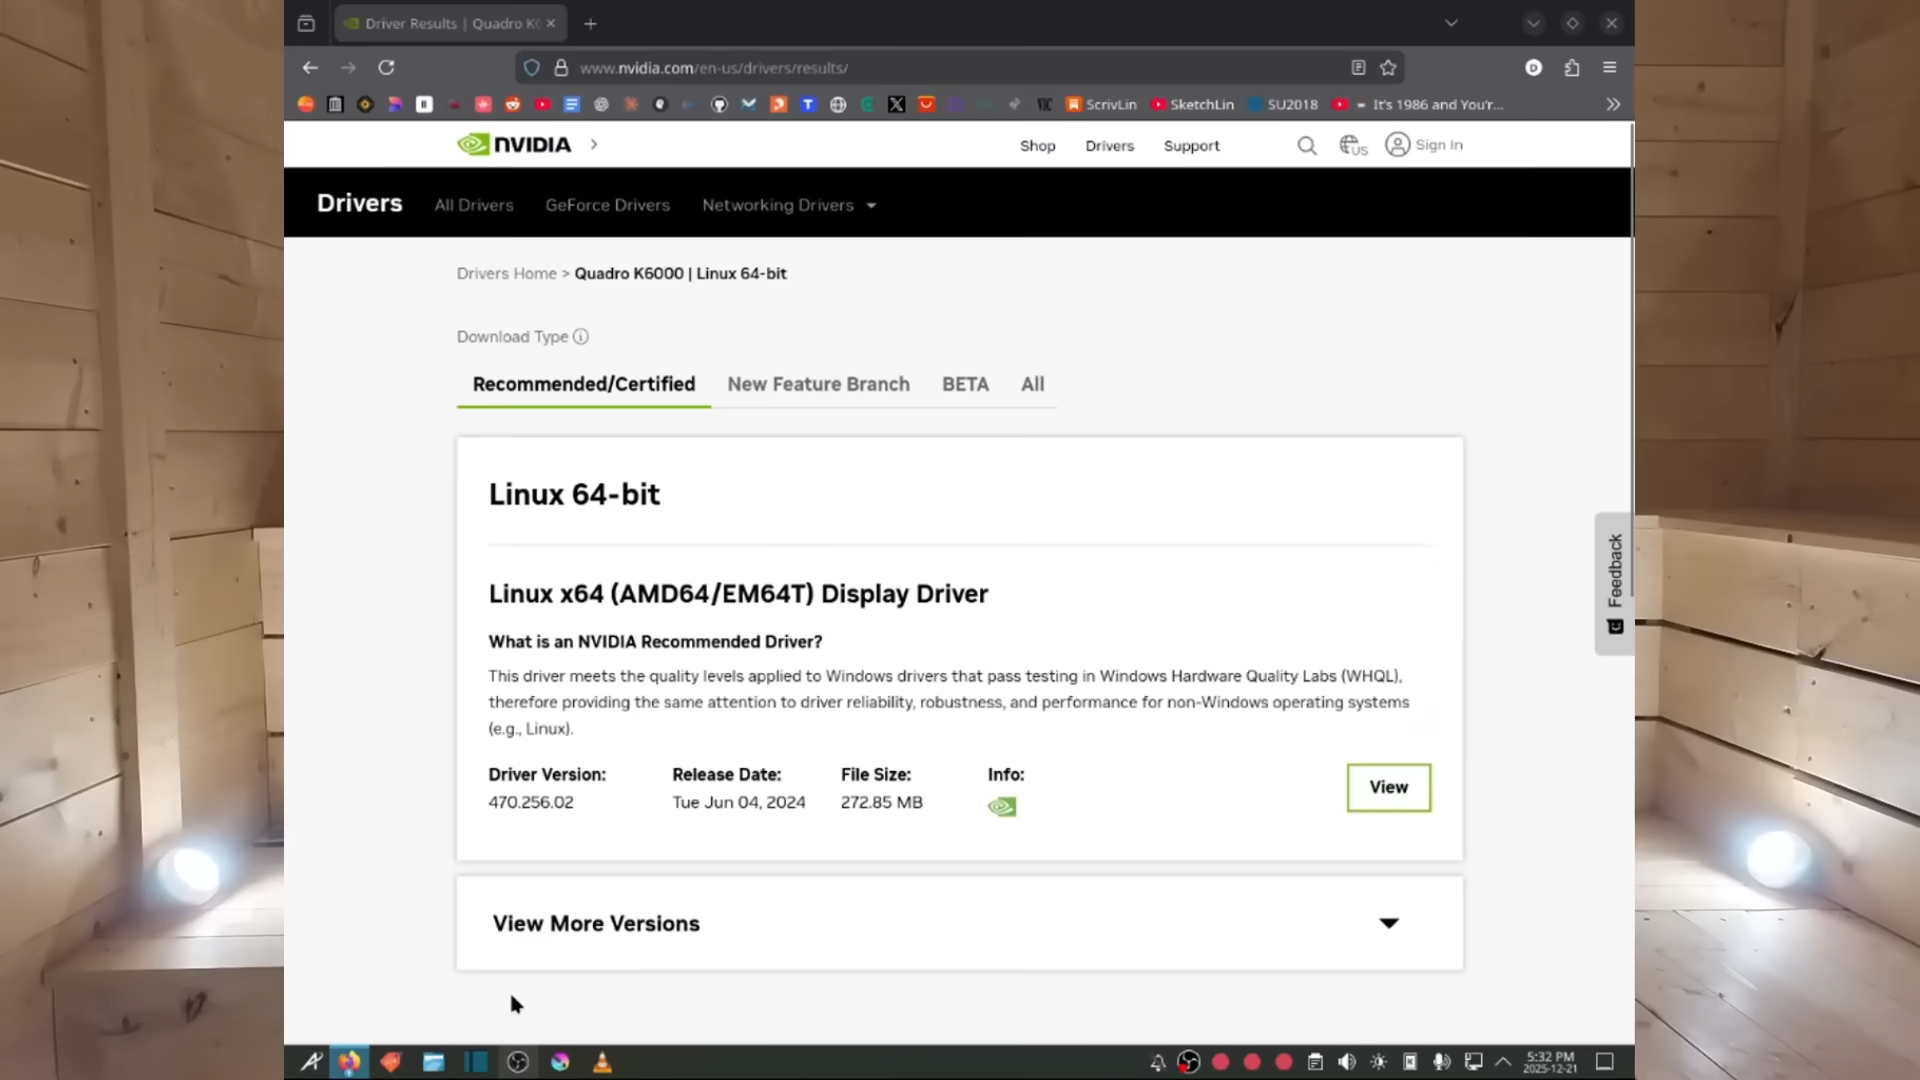 Driver Results | Quadro K
www.nvidia.com/en-us/drivers/results/
ScrivLin
SketchLin
SU2018
It's 1986 and You'r...
NVIDIA
Shop
Drivers
Support
US
Sign In
Drivers
All Drivers
GeForce Drivers
Networking Drivers
Drivers Home > Quadro K6000 | Linux 64-bit
Download Type
Recommended/Certified
New Feature Branch
BETA
All
Linux 64-bit
Linux x64 (AMD64/EM64T) Display Driver
What is an NVIDIA Recommended Driver?
This driver meets the quality levels applied to Windows drivers that pass testing in Windows Hardware Quality Labs (WHQL),
therefore providing the same attention to driver reliability, robustness, and performance for non-Windows operating systems
(e.g., Linux).
Driver Version:
470.256.02
Release Date:
Tue Jun 04, 2024
File Size:
272.85 MB
Info:
View
View More Versions
Feedback
5:32 PM
2025-12-21